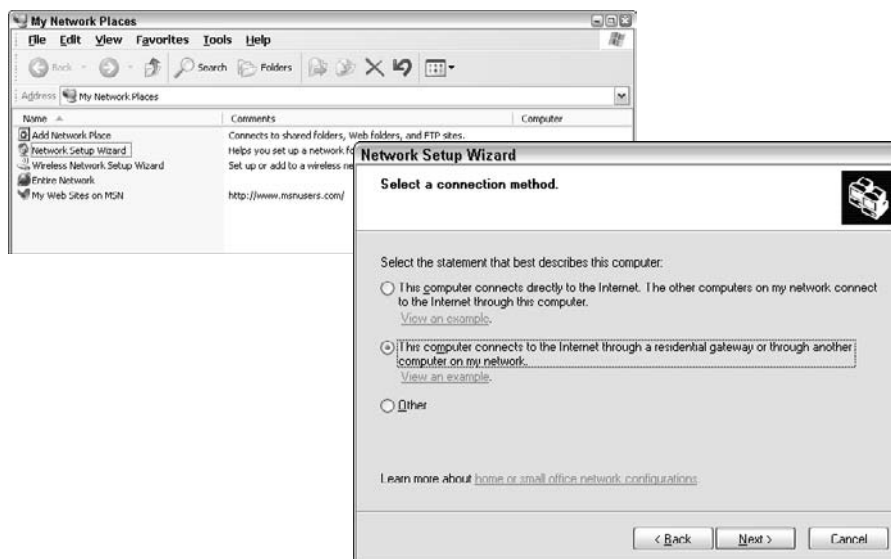 My Network Places
File Edit View Favorites Tools Help
Back Search Folders
Address My Network Places
Name Comments Computer
Add Network Place Connects to shared folders, Web folders, and FTP sites.
Network Setup Wizard Helps you set up a network fo
Wireless Network Setup Wizard Set up or add to a wireless ne
Entire Network
My Web Sites on MSN http://www.msnusers.com/
Network Setup Wizard
Select a connection method.
Select the statement that best describes this computer:
This computer connects directly to the Internet. The other computers on my network connect
to the Internet through this computer.
View an example.
This computer connects to the Internet through a residential gateway or through another
computer on my network.
View an example.
Other
Learn more about home or small office network configurations
< Back Next > Cancel